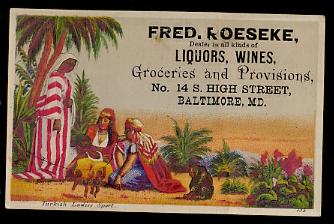 FRED. ROESEKE,
Dealer in all kinds of
LIQUORS, WINES,
Groceries and Provisions,
No. 14 S. HIGH STREET,
BALTIMORE, MD.
Turkish Ladies Sport.